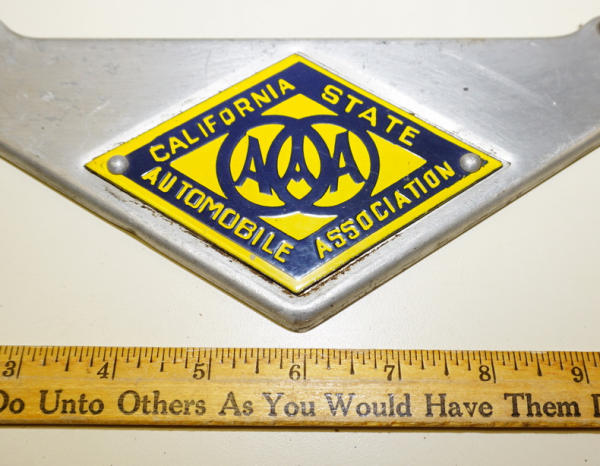 CALIFORNIA STATE
AAA
AUTOMOBILE ASSOCIATION
3 4 5 6 7 8 9
Do Unto Others As You Would Have Them D